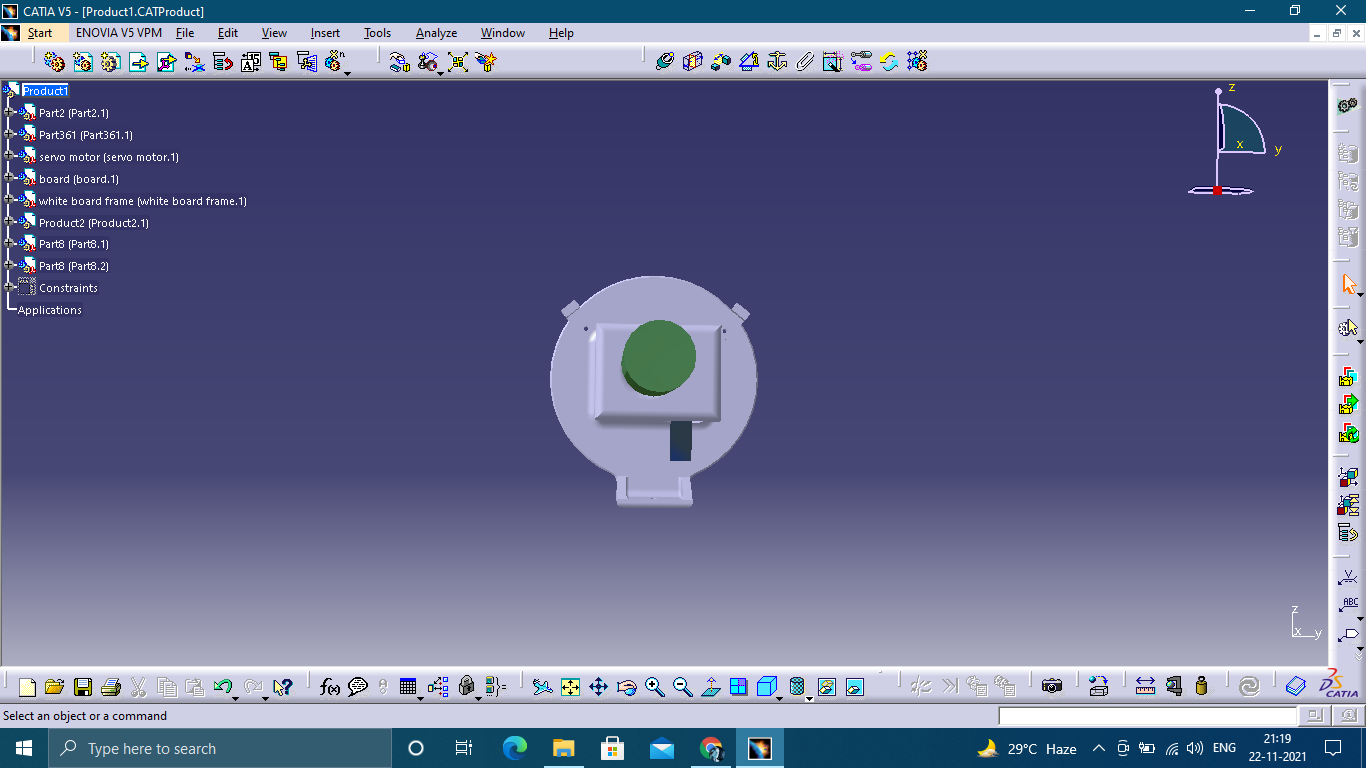 CATIA V5 - [Product1.CATProduct]
Start ENOVIA V5 VPM File Edit View Insert Tools Analyze Window Help
Product1
Part2 (Part2.1)
Part361 (Part361.1)
servo motor (servo motor.1)
board (board.1)
white board frame (white board frame.1)
Product2 (Product2.1)
Part8 (Part8.1)
Part8 (Part8.2)
Constraints
Applications
z
x
y
ABC
z
x y
f(x)
CATIA
Select an object or a command
Type here to search
29°C Haze
ENG
21:19
22-11-2021